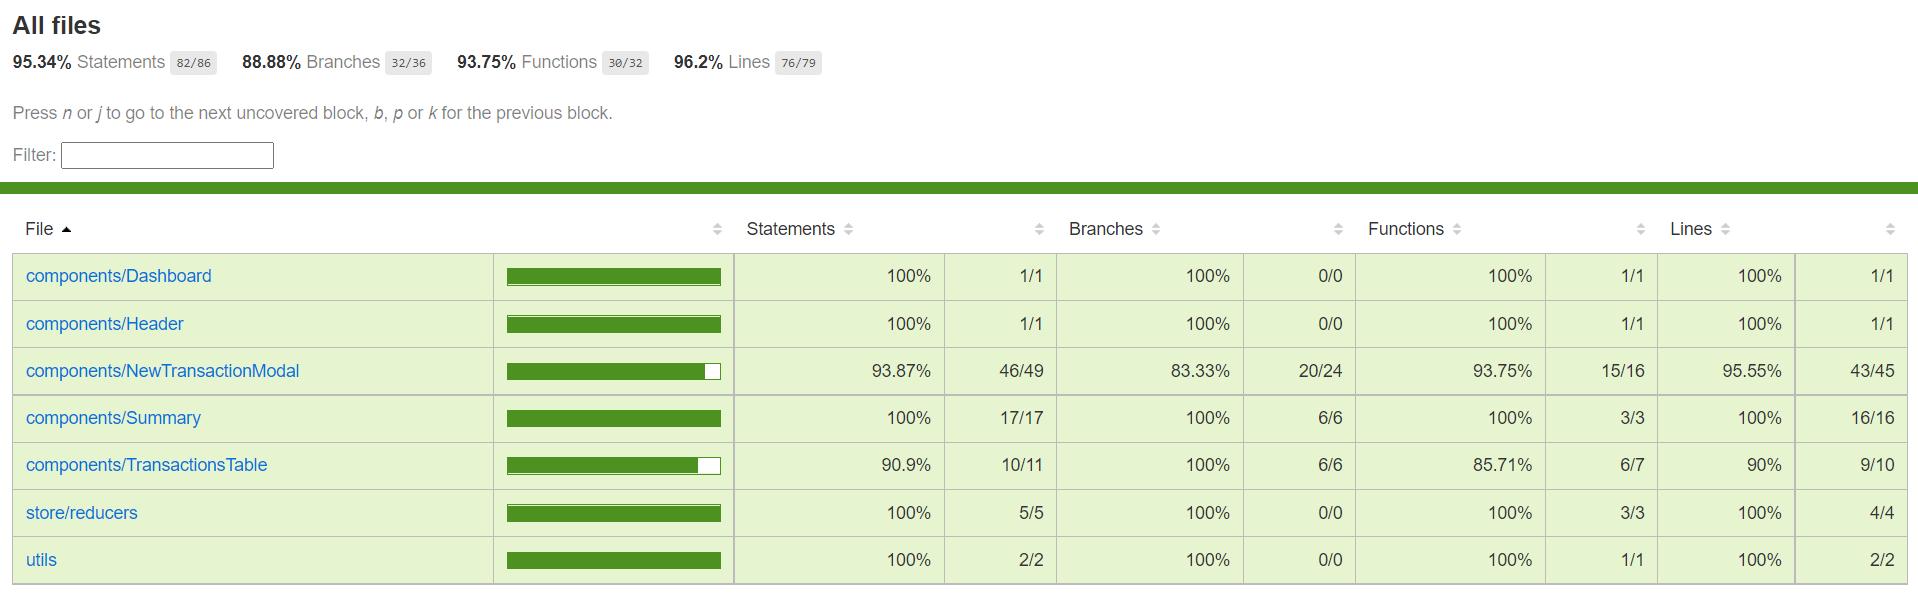 All files
95.34% Statements 82/86 88.88% Branches 32/36 93.75% Functions 30/32 96.2% Lines 76/79
Press n or j to go to the next uncovered block, b, p or k for the previous block.
Filter:
File Statements Branches Functions Lines
components/Dashboard 100% 1/1 100% 0/0 100% 1/1 100% 1/1
components/Header 100% 1/1 100% 0/0 100% 1/1 100% 1/1
components/NewTransactionModal 93.87% 46/49 83.33% 20/24 93.75% 15/16 95.55% 43/45
components/Summary 100% 17/17 100% 6/6 100% 3/3 100% 16/16
components/TransactionsTable 90.9% 10/11 100% 6/6 85.71% 6/7 90% 9/10
store/reducers 100% 5/5 100% 0/0 100% 3/3 100% 4/4
utils 100% 2/2 100% 0/0 100% 1/1 100% 2/2